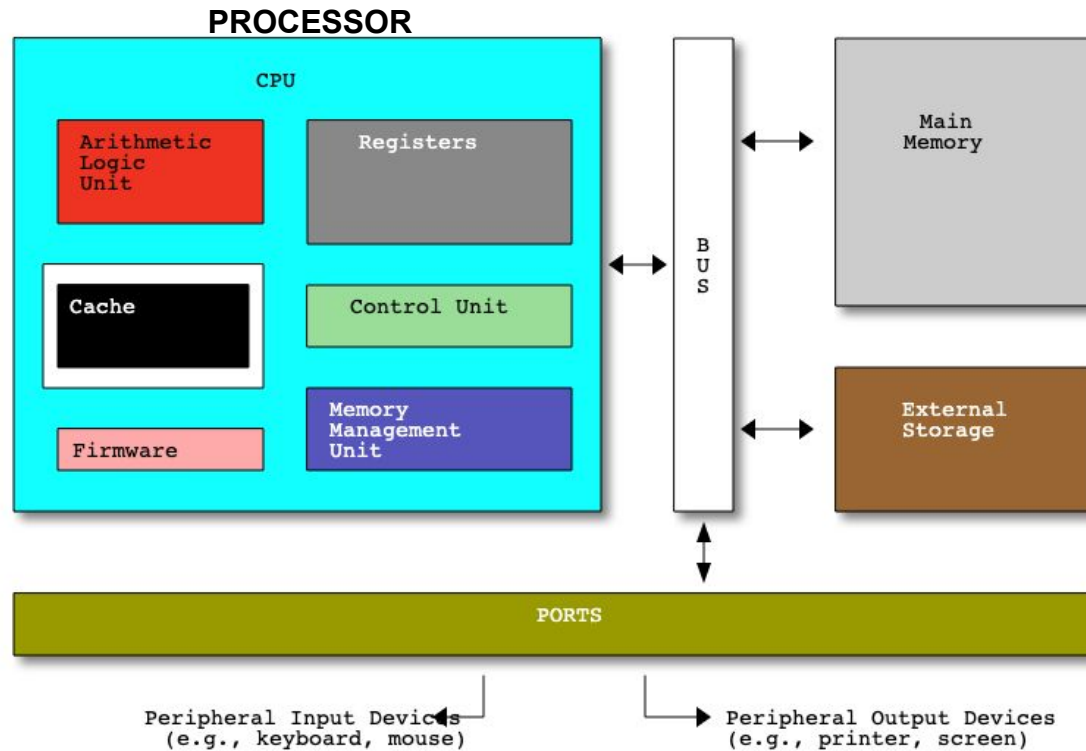 PROCESSOR
CPU
Arithmetic
Logic
Unit
Registers
Cache
Control Unit
Firmware
Memory
Management
Unit
B
U
S
Main
Memory
External
Storage
PORTS
Peripheral Input Devices
(e.g., keyboard, mouse)
Peripheral Output Devices
(e.g., printer, screen)